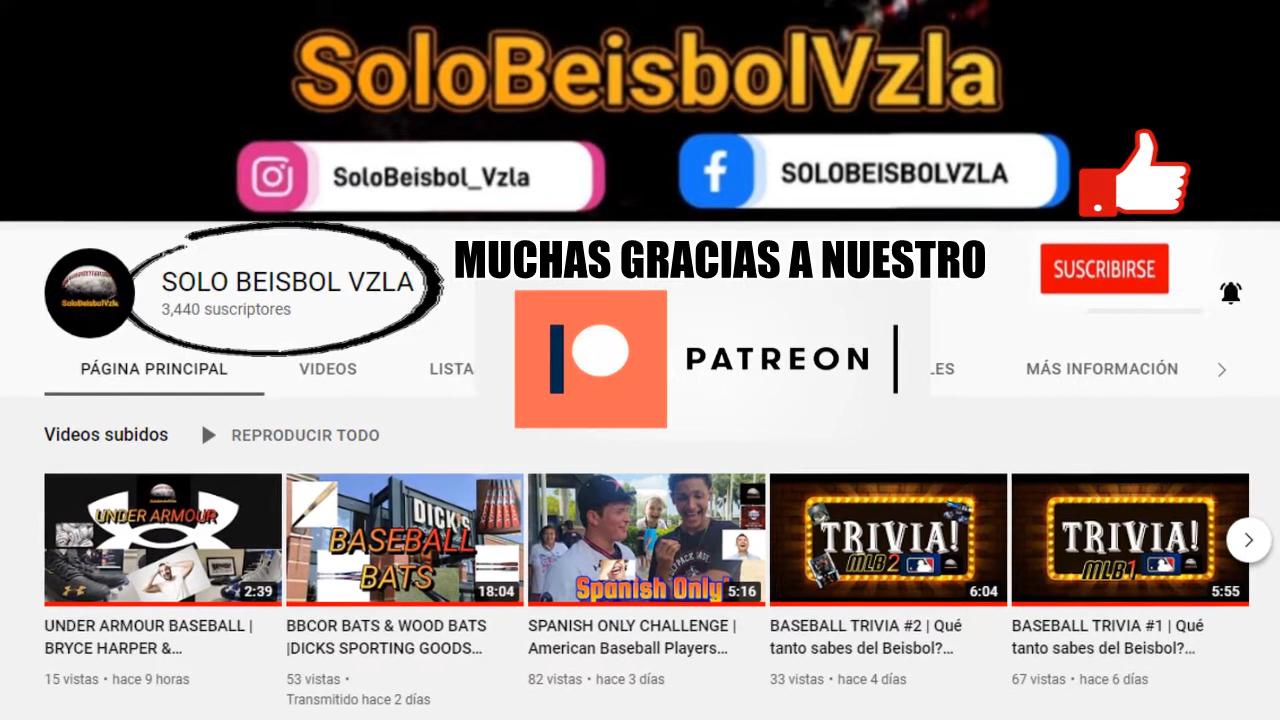 SoloBeisbolVzla
SoloBeisbol_Vzla
SOLOBEISBOLVZLA
MUCHAS GRACIAS A NUESTRO
SOLO BEISBOL VZLA
3,440 suscriptores
SUSCRIBIRSE
SoloBeisbolVzla
PATREON
PÁGINA PRINCIPAL
VIDEOS
LISTA
LES
MÁS INFORMACIÓN
Videos subidos
REPRODUCIR TODO
UNDER ARMOUR
2:39
DICK'S
BASEBALL
BATS
18:04
Spanish Only
5:16
TRIVIA!
MLB 2
6:04
TRIVIA!
MLB 1
5:55
UNDER ARMOUR BASEBALL |
BRYCE HARPER &...
15 vistas • hace 9 horas
BBCOR BATS & WOOD BATS
|DICKS SPORTING GOODS...
53 vistas •
Transmitido hace 2 días
SPANISH ONLY CHALLENGE |
American Baseball Players...
82 vistas • hace 3 días
BASEBALL TRIVIA #2 | Qué
tanto sabes del Beisbol?...
33 vistas • hace 4 días
BASEBALL TRIVIA #1 | Qué
tanto sabes del Beisbol?...
67 vistas • hace 6 días